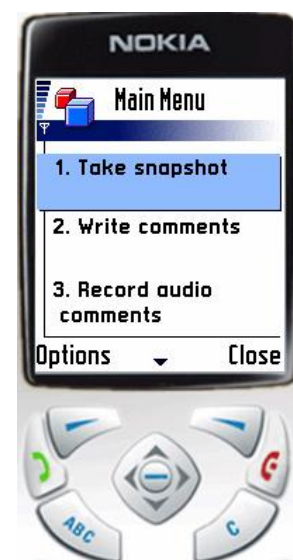 NOKIA
Main Menu
1. Take snapshot
2. Write comments
3. Record audio
comments
Options
Close
ABC
C